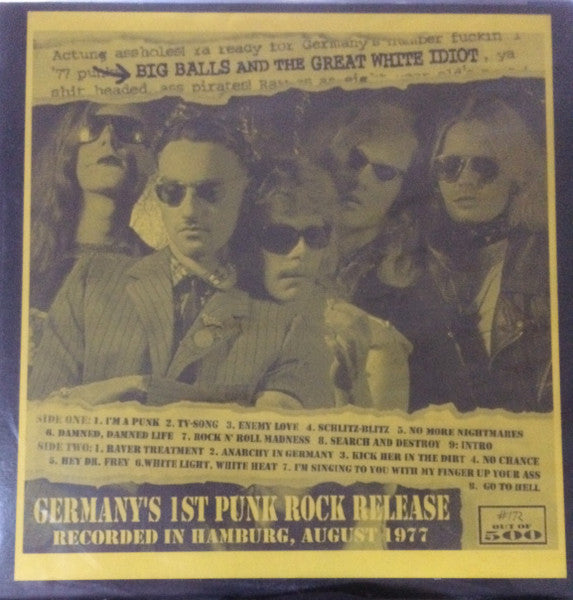 Actung assholes! ya ready for Germany's number fuckin 1
'77 punk BIG BALLS AND THE GREAT WHITE IDIOT, ya
shit headed, ass pirates!
SIDE ONE: 1. I'M A PUNK 2. TV-SONG 3. ENEMY LOVE 4. SCHLITZ-BLITZ 5. NO MORE NIGHTMARES
6. DAMNED, DAMNED LIFE 7. ROCK N' ROLL MADNESS 8. SEARCH AND DESTROY 9: INTRO
SIDE TWO: 1. RAVER TREATMENT 2. ANARCHY IN GERMANY 3. KICK HER IN THE DIRT 4. NO CHANCE
5. HEY DR. FREY 6.WHITE LIGHT, WHITE HEAT 7. I'M SINGING TO YOU WITH MY FINGER UP YOUR ASS
8. GO TO HELL
GERMANY'S 1ST PUNK ROCK RELEASE
RECORDED IN HAMBURG, AUGUST 1977
#172
OUT OF
500